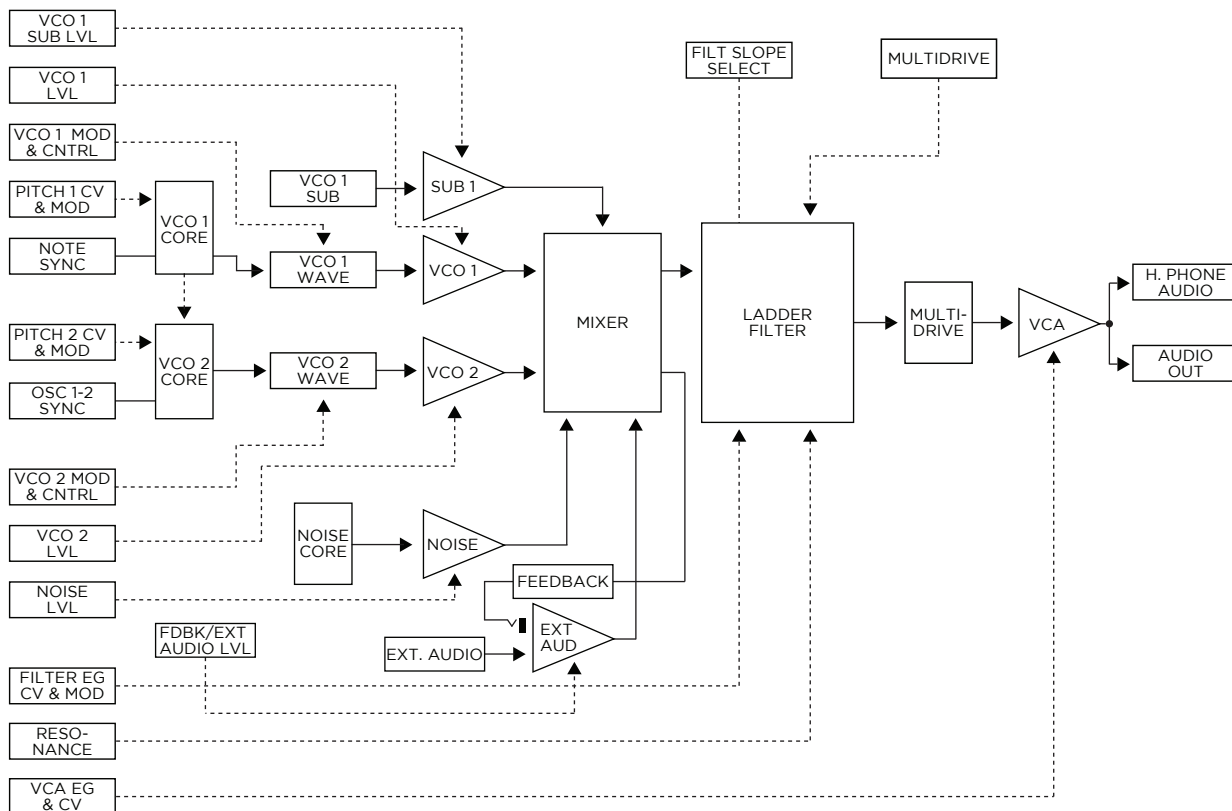 VCO 1
SUB LVL
VCO 1
LVL
VCO 1 MOD
& CNTRL
PITCH 1 CV
& MOD
NOTE
SYNC
PITCH 2 CV
& MOD
OSC 1-2
SYNC
VCO 2 MOD
& CNTRL
VCO 2
LVL
NOISE
LVL
FDBK/EXT
AUDIO LVL
FILTER EG
CV & MOD
RESO-
NANCE
VCA EG
& CV
VCO 1
CORE
VCO 2
CORE
VCO 1
SUB
VCO 1
WAVE
VCO 2
WAVE
NOISE
CORE
SUB 1
VCO 1
VCO 2
NOISE
FEEDBACK
EXT. AUDIO
EXT
AUD
MIXER
FILT SLOPE
SELECT
MULTIDRIVE
LADDER
FILTER
MULTI-
DRIVE
VCA
H. PHONE
AUDIO
AUDIO
OUT